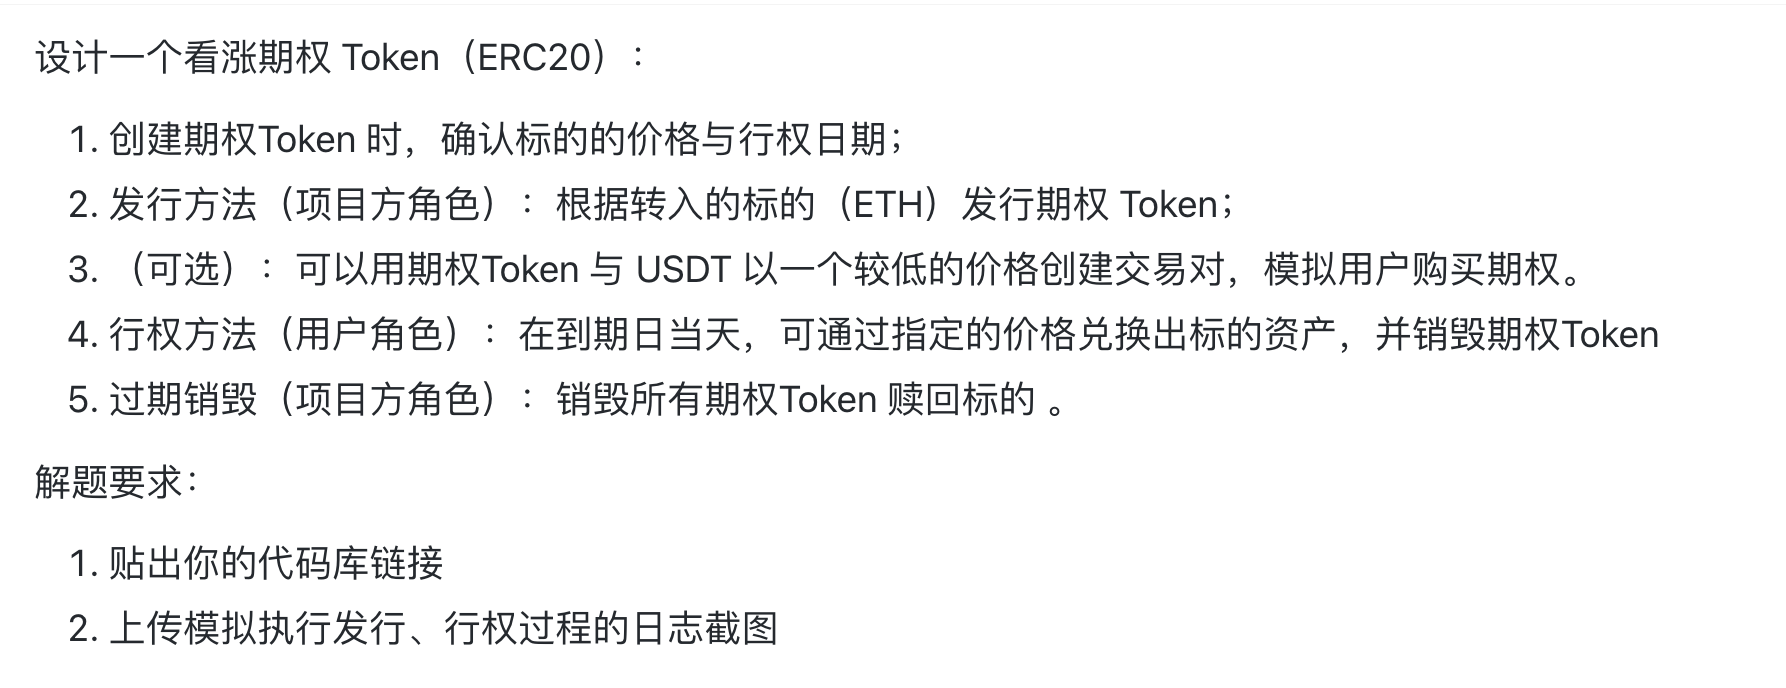 设计一个看涨期权 Token（ERC20）：
1. 创建期权Token 时，确认标的的价格与行权日期；
2. 发行方法（项目方角色）：根据转入的标的（ETH）发行期权 Token；
3. （可选）：可以用期权Token 与 USDT 以一个较低的价格创建交易对，模拟用户购买期权。
4. 行权方法（用户角色）：在到期日当天，可通过指定的价格兑换出标的资产，并销毁期权Token
5. 过期销毁（项目方角色）：销毁所有期权Token 赎回标的 。
解题要求：
1. 贴出你的代码库链接
2. 上传模拟执行发行、行权过程的日志截图